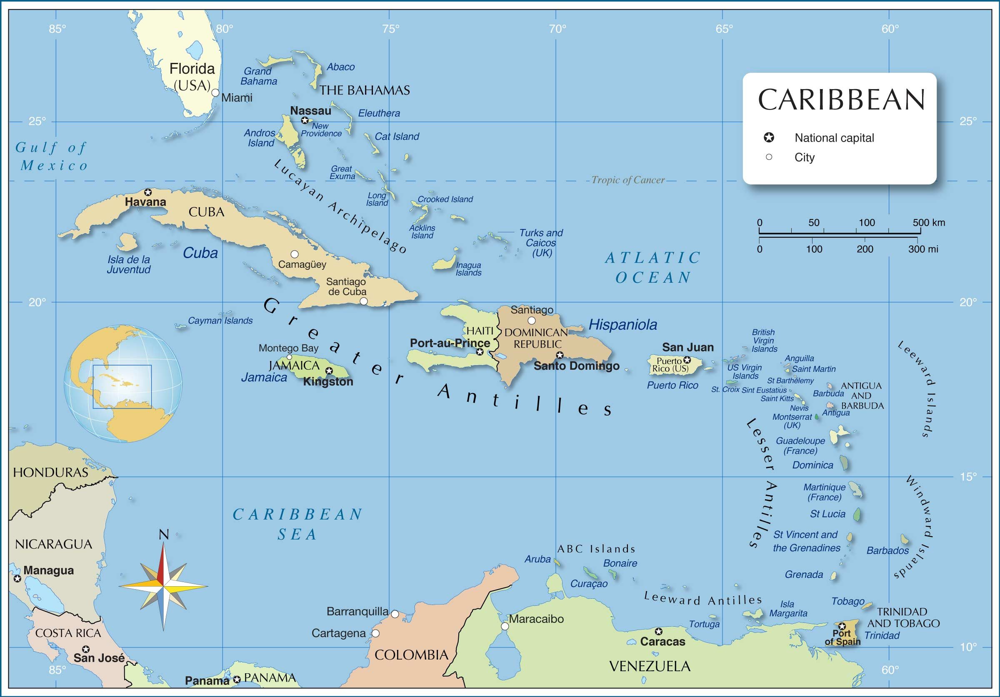 85°
80°
75°
70°
65°
60°
Florida
(USA)
Miami
Grand
Bahama
Abaco
THE BAHAMAS
CARIBBEAN
National capital
City
Nassau
New
Providence
Eleuthera
25°
25°
Andros
Island
Cat Island
Gulf of
Mexico
Great
Exuma
Tropic of Cancer
Lucayan Archipelago
Long
Island
Crooked Island
Acklins
Island
Havana
CUBA
0
50
100
500 km
0
100
200
300 mi
Turks and
Caicos
(UK)
Isla de la
Juventud
Cuba
Camagüey
Inagua
Islands
ATLATIC
OCEAN
Santiago
de Cuba
20°
20°
Greater Antilles
Cayman Islands
Santiago
HAITI
DOMINICAN
REPUBLIC
Hispaniola
Port-au-Prince
Santo Domingo
Montego Bay
JAMAICA
Jamaica
Kingston
San Juan
Puerto
Rico (US)
Puerto Rico
British
Virgin
Islands
US Virgin
Islands
St. Croix
Anguilla
Saint Martin
St Barthélemy
Sint Eustatius
Saint Kitts
Nevis
Barbuda
ANTIGUA
AND
BARBUDA
Antigua
Montserrat
(UK)
Leeward Islands
Lesser Antilles
Guadeloupe
(France)
Dominica
HONDURAS
15°
Martinique
(France)
Windward Islands
CARIBBEAN
SEA
St Lucia
N
NICARAGUA
St Vincent and
the Grenadines
Barbados
ABC Islands
Aruba
Bonaire
Curaçao
Managua
Grenada
Leeward Antilles
Tobago
Isla
Margarita
TRINIDAD
AND TOBAGO
Trinidad
Barranquilla
Maracaibo
Tortuga
Cartagena
Caracas
Port
of Spain
COSTA RICA
San José
COLOMBIA
VENEZUELA
10°
85°
60°
Panama
PANAMA